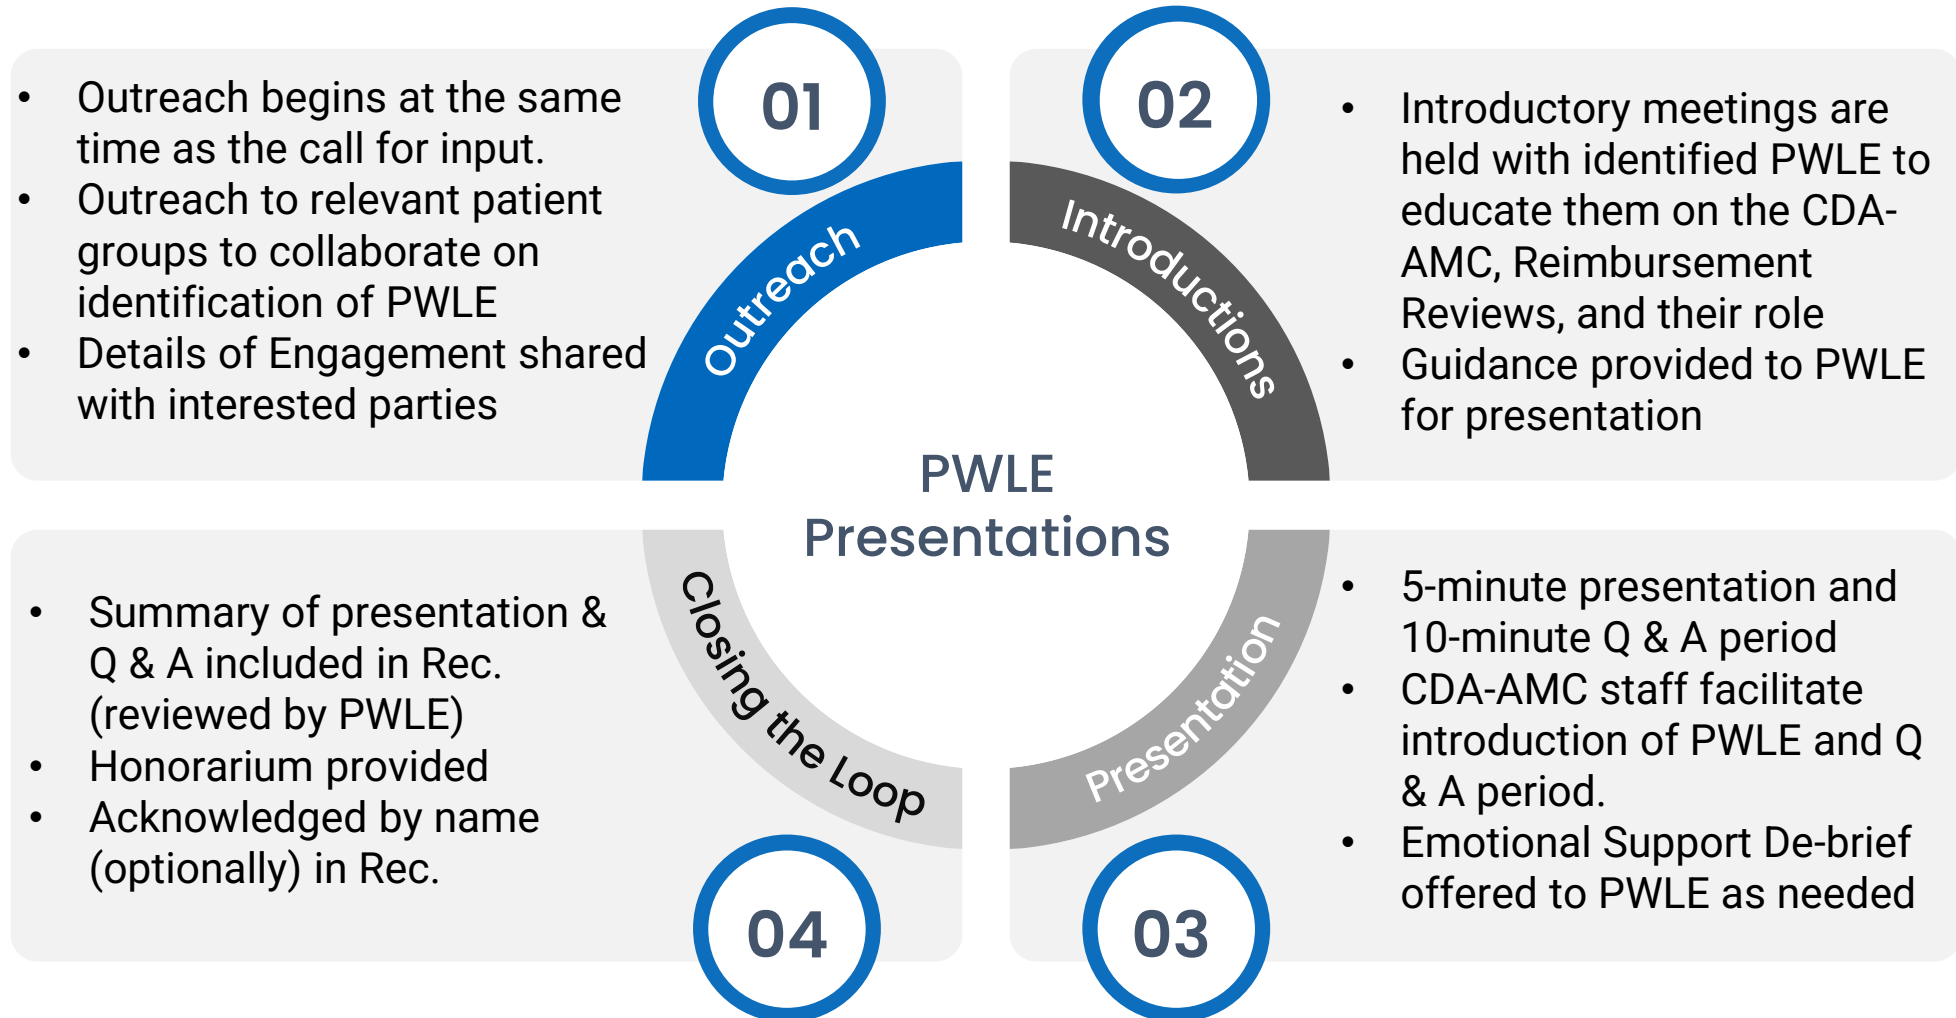 01
Outreach
• Outreach begins at the same
time as the call for input.
• Outreach to relevant patient
groups to collaborate on
identification of PWLE
• Details of Engagement shared
with interested parties
02
Introductions
• Introductory meetings are
held with identified PWLE to
educate them on the CDA-
AMC, Reimbursement
Reviews, and their role
• Guidance provided to PWLE
for presentation
PWLE
Presentations
03
Presentation
• 5-minute presentation and
10-minute Q & A period
• CDA-AMC staff facilitate
introduction of PWLE and Q
& A period.
• Emotional Support De-brief
offered to PWLE as needed
04
Closing the Loop
• Summary of presentation &
Q & A included in Rec.
(reviewed by PWLE)
• Honorarium provided
• Acknowledged by name
(optionally) in Rec.